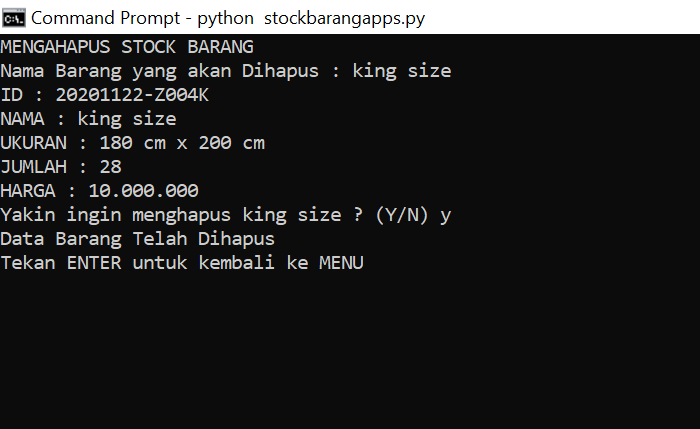 Command Prompt - python  stockbarangapps.py
MENGAHAPUS STOCK BARANG
Nama Barang yang akan Dihapus : king size
ID : 20201122-Z004K
NAMA : king size
UKURAN : 180 cm x 200 cm
JUMLAH : 28
HARGA : 10.000.000
Yakin ingin menghapus king size ? (Y/N) y
Data Barang Telah Dihapus
Tekan ENTER untuk kembali ke MENU